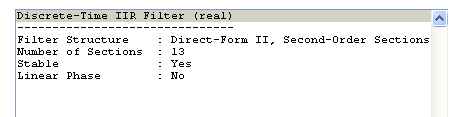 Discrete-Time IIR Filter (real)
-------------------------------
Filter Structure    : Direct-Form II, Second-Order Sections
Number of Sections  : 13
Stable              : Yes
Linear Phase        : No